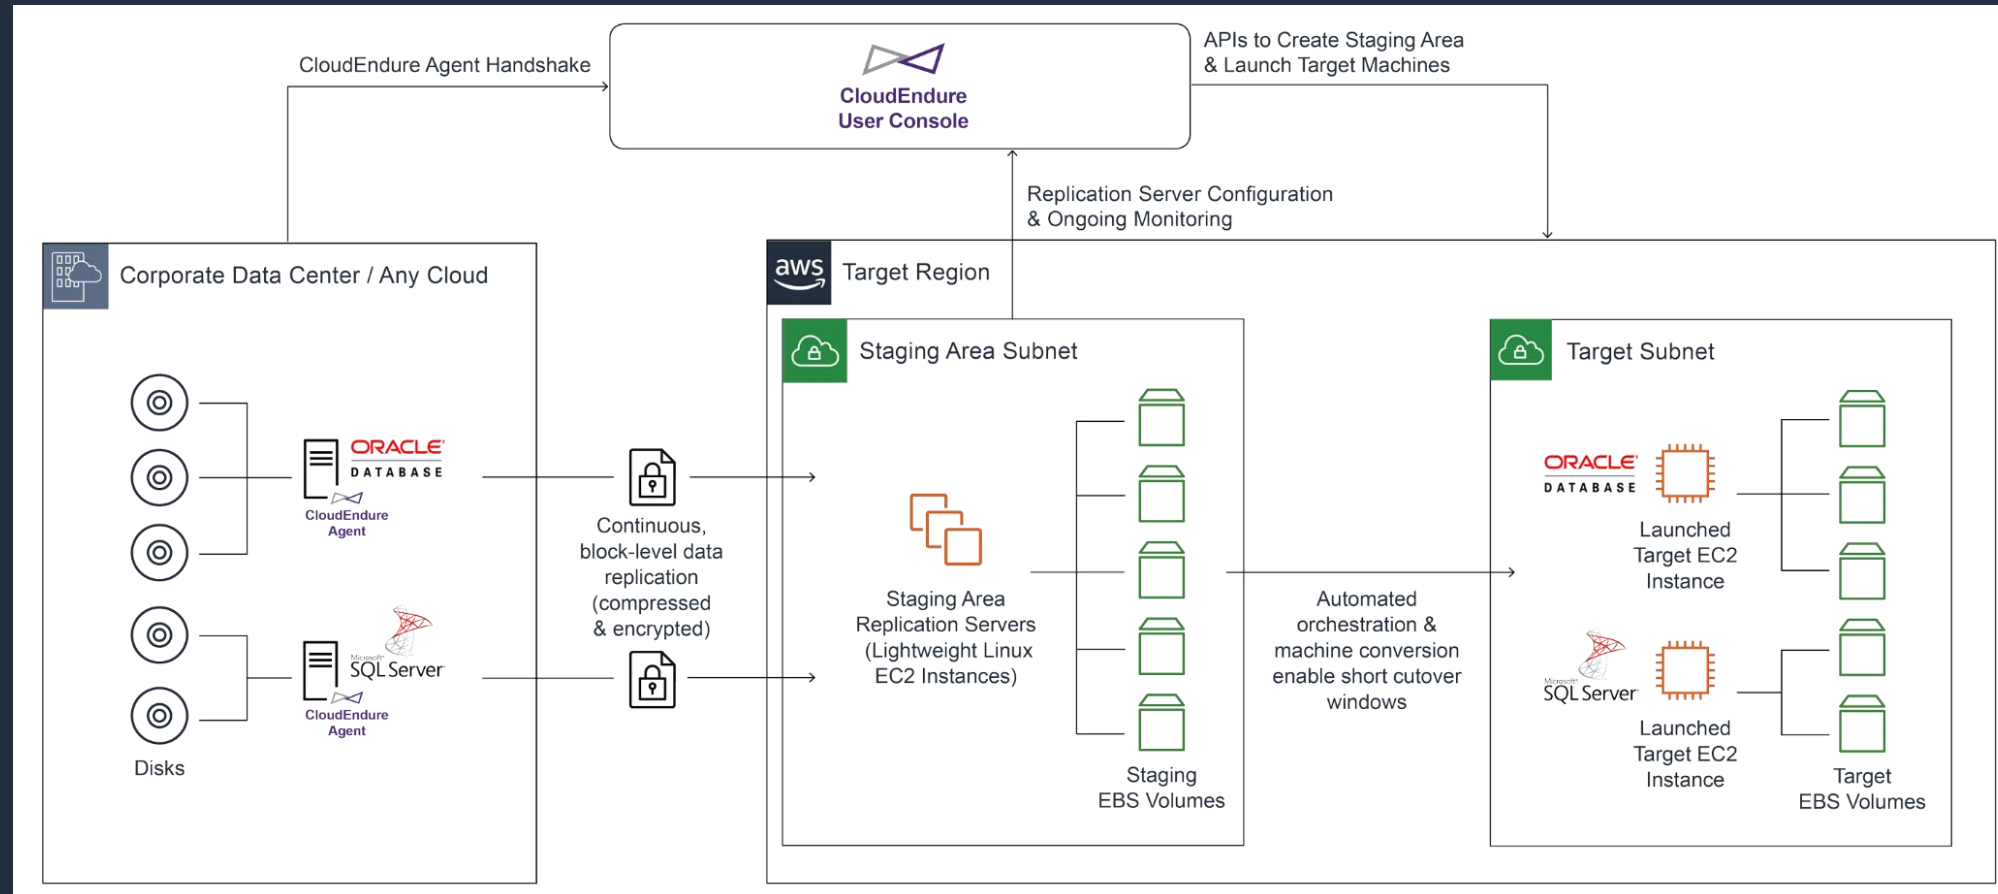 CloudEndure Agent Handshake
CloudEndure
User Console
APIs to Create Staging Area
& Launch Target Machines
Replication Server Configuration
& Ongoing Monitoring
Corporate Data Center / Any Cloud
ORACLE
DATABASE
CloudEndure
Agent
Microsoft
SQL Server
CloudEndure
Agent
Disks
Continuous,
block-level data
replication
(compressed
& encrypted)
aws
Target Region
Staging Area Subnet
Staging Area
Replication Servers
(Lightweight Linux
EC2 Instances)
Staging
EBS Volumes
Automated
orchestration &
machine conversion
enable short cutover
windows
Target Subnet
ORACLE
DATABASE
Launched
Target EC2
Instance
Microsoft
SQL Server
Launched
Target EC2
Instance
Target
EBS Volumes